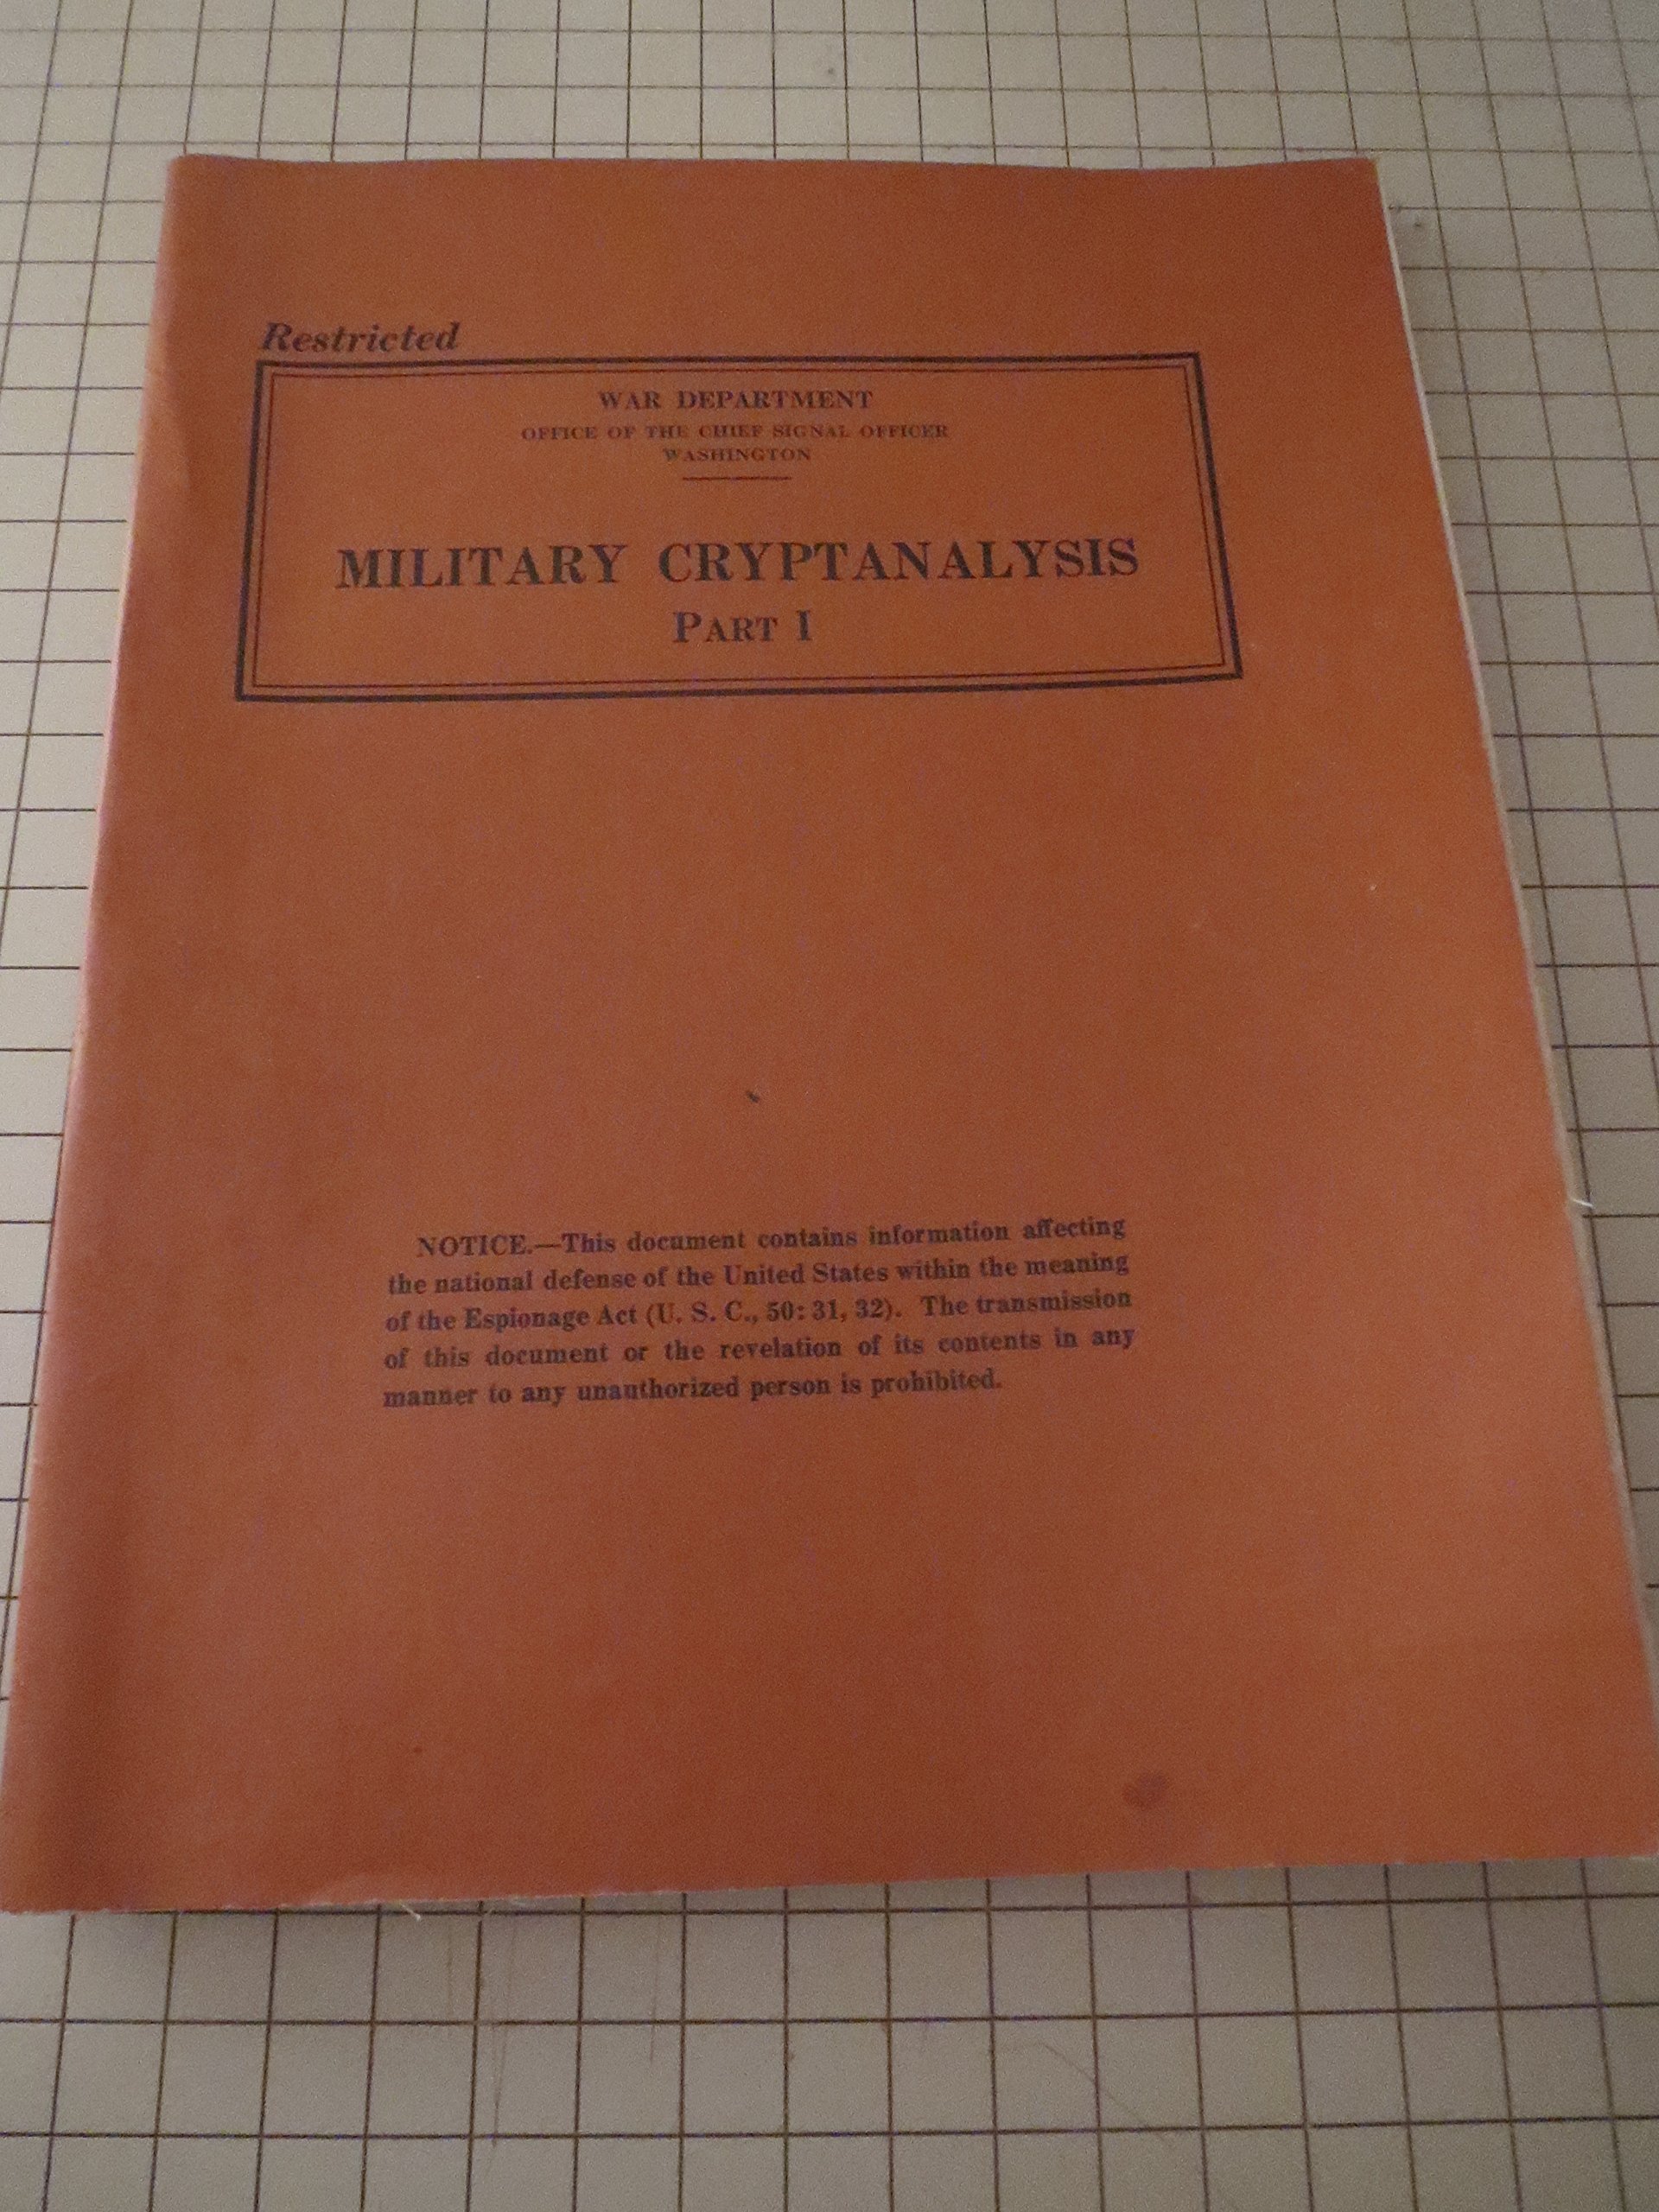 Restricted
WAR DEPARTMENT
OFFICE OF THE CHIEF SIGNAL OFFICER
WASHINGTON
MILITARY CRYPTANALYSIS
PART I
NOTICE.—This document contains information affecting
the national defense of the United States within the meaning
of the Espionage Act (U. S. C., 50: 31, 32). The transmission
of this document or the revelation of its contents in any
manner to any unauthorized person is prohibited.